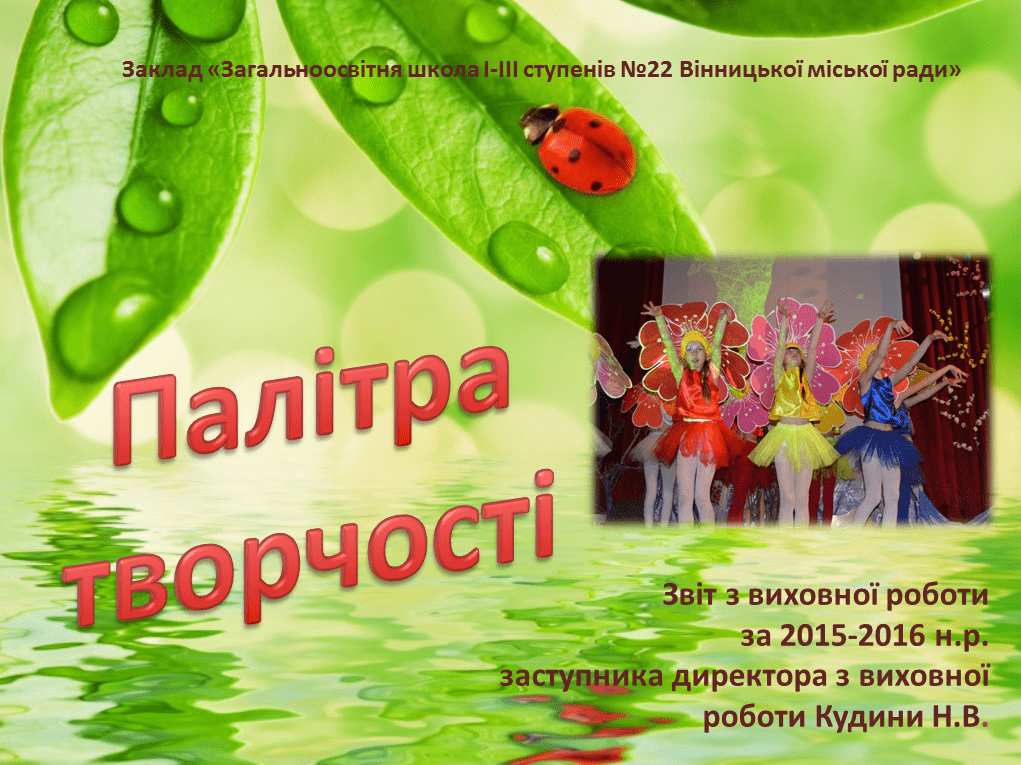 Заклад «Загальноосвітня школа І-ІІІ ступенів №22 Вінницької міської ради»
Палітра
творчості
Звіт з виховної роботи
за 2015-2016 н.р.
заступника директора з виховної
роботи Кудини Н.В.